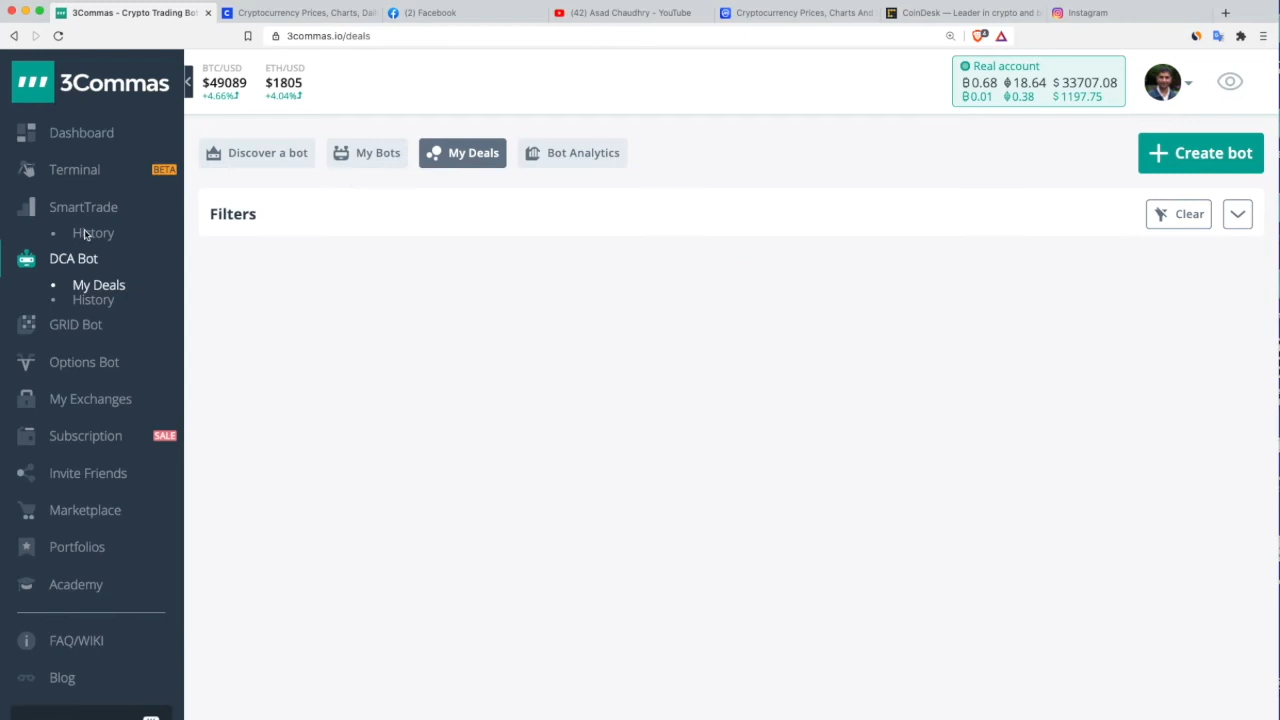 3Commas - Crypto Trading Bot
Cryptocurrency Prices, Charts, Dai
(2) Facebook
(42) Asad Chaudhry - YouTube
Cryptocurrency Prices, Charts And
CoinDesk — Leader in crypto and b
Instagram
3commas.io/deals
3Commas
BTC/USD
$49089
+4.66%
ETH/USD
$1805
+4.04%
Real account
0.68 18.64 $ 33707.08
0.01 0.38 $ 1197.75
Dashboard
Terminal
BETA
SmartTrade
History
DCA Bot
My Deals
History
GRID Bot
Options Bot
My Exchanges
Subscription
SALE
Invite Friends
Marketplace
Portfolios
Academy
FAQ/WIKI
Blog
Discover a bot
My Bots
My Deals
Bot Analytics
Create bot
Filters
Clear